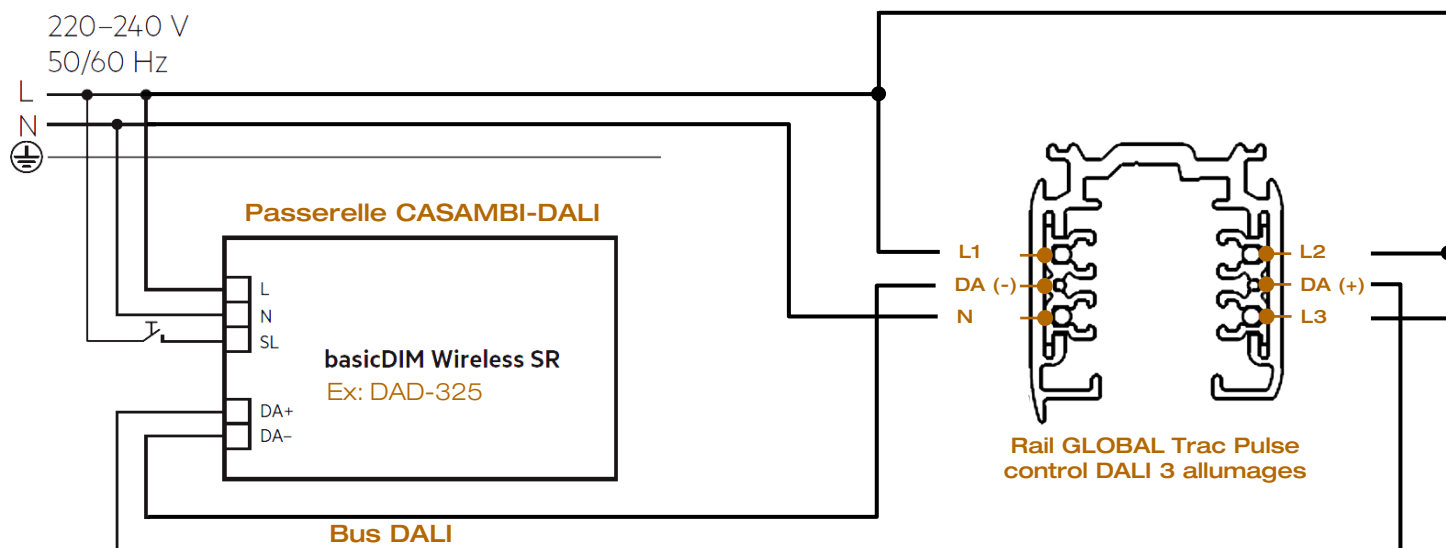 220–240 V
50/60 Hz
L
N
Passerelle CASAMBI-DALI
L
N
SL
basicDIM Wireless SR
Ex: DAD-325
DA+
DA–
Bus DALI
L1
DA (-)
N
L2
DA (+)
L3
Rail GLOBAL Trac Pulse
control DALI 3 allumages